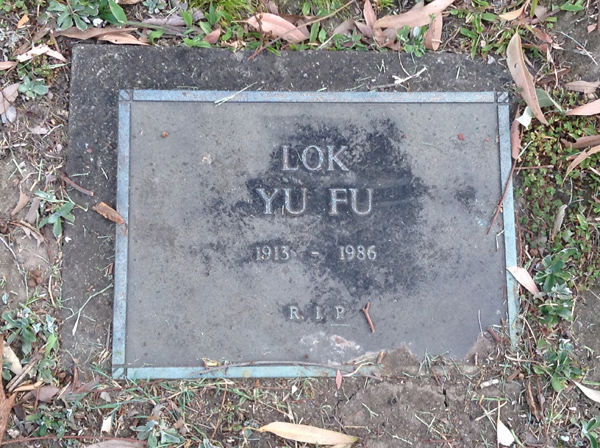 LOK
YU FU
1913 - 1986
R. I. P